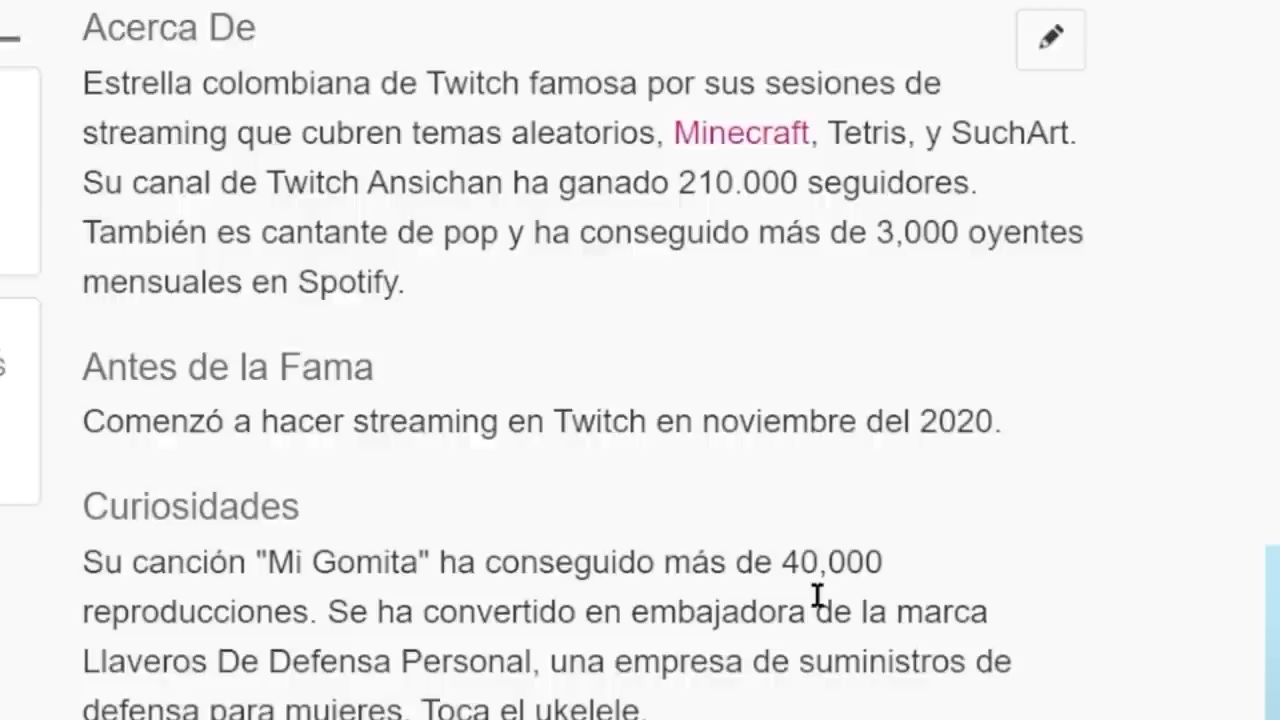 Acerca De
Estrella colombiana de Twitch famosa por sus sesiones de
streaming que cubren temas aleatorios, Minecraft, Tetris, y SuchArt.
Su canal de Twitch Ansichan ha ganado 210.000 seguidores.
También es cantante de pop y ha conseguido más de 3,000 oyentes
mensuales en Spotify.
Antes de la Fama
Comenzó a hacer streaming en Twitch en noviembre del 2020.
Curiosidades
Su canción "Mi Gomita" ha conseguido más de 40,000
reproducciones. Se ha convertido en embajadora de la marca
Llaveros De Defensa Personal, una empresa de suministros de
defensa para mujeres. Toca el ukelele.